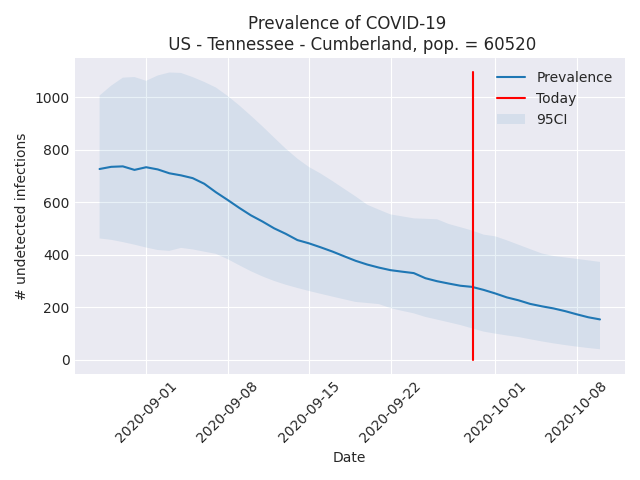 Prevalence of COVID-19
US - Tennessee - Cumberland, pop. = 60520
Prevalence
Today
95CI
# undetected infections
1000
800
600
400
200
0
2020-09-01
2020-09-08
2020-09-15
2020-09-22
2020-10-01
2020-10-08
Date